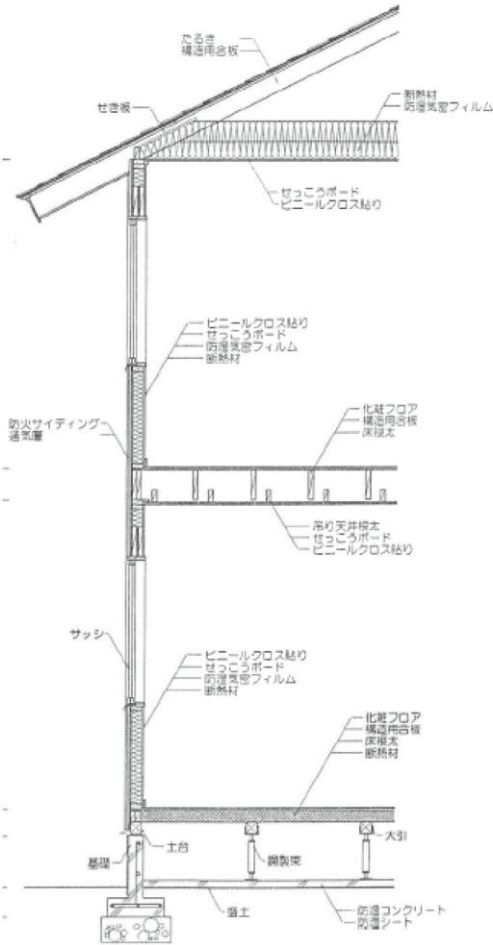 たるき
構造用合板
せき板
断熱材
防湿気密フィルム
せっこうボード
ビニールクロス貼り
ビニールクロス貼り
せっこうボード
防湿気密フィルム
断熱材
防火サイディング
通気層
化粧フロア
構造用合板
床根太
吊り天井根太
せっこうボード
ビニールクロス貼り
サッシ
ビニールクロス貼り
せっこうボード
防湿気密フィルム
断熱材
化粧フロア
構造用合板
床根太
断熱材
大引
土台
基礎
鋼製束
盛土
防湿コンクリート
防湿シート